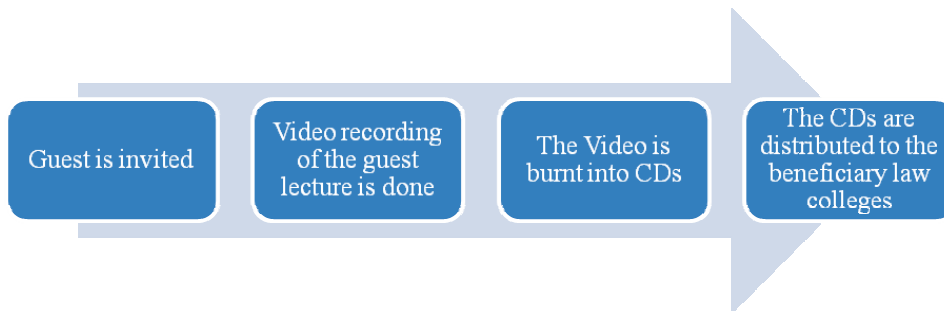 Guest is invited
Video recording
of the guest
lecture is done
The Video is
burnt into CDs
The CDs are
distributed to the
beneficiary law
colleges